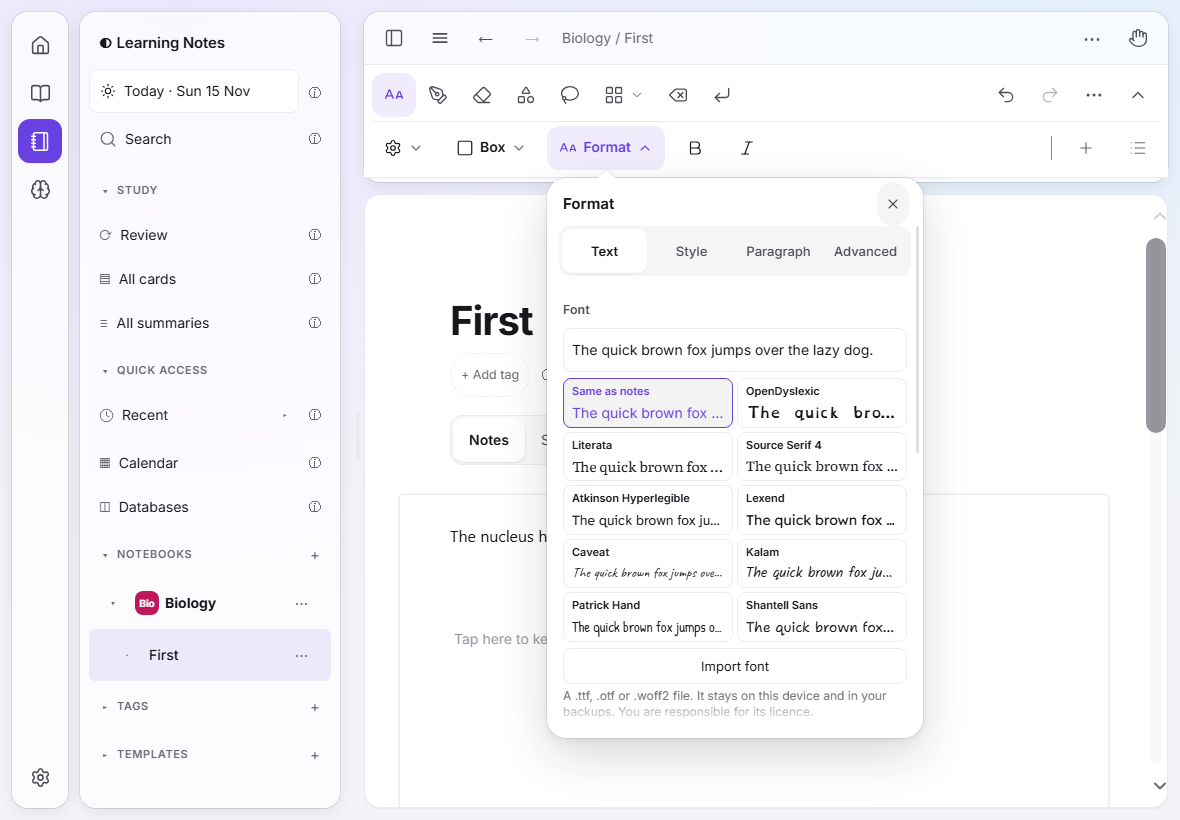 Learning Notes
Today · Sun 15 Nov
Search
STUDY
Review
All cards
All summaries
QUICK ACCESS
Recent
Calendar
Databases
NOTEBOOKS
Bio Biology
First
TAGS
TEMPLATES
Biology / First
AA
Box
AA Format
B I
First
+ Add tag
Notes
The nucleus h
Tap here to ke
Format
Text Style Paragraph Advanced
Font
The quick brown fox jumps over the lazy dog.
Same as notes
The quick brown fox ...
OpenDyslexic
The quick bro...
Literata
The quick brown fox ...
Source Serif 4
The quick brown fox ...
Atkinson Hyperlegible
The quick brown fox ju...
Lexend
The quick brown fox ...
Caveat
The quick brown fox jumps ove...
Kalam
The quick brown fox ju...
Patrick Hand
The quick brown fox jumps o...
Shantell Sans
The quick brown fox...
Import font
A .ttf, .otf or .woff2 file. It stays on this device and in your
backups. You are responsible for its licence.